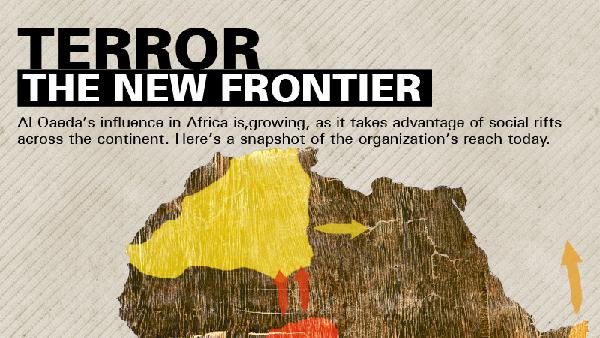 TERROR
THE NEW FRONTIER
Al Qaeda's influence in Africa is,growing, as it takes advantage of social rifts
across the continent. Here's a snapshot of the organization's reach today.